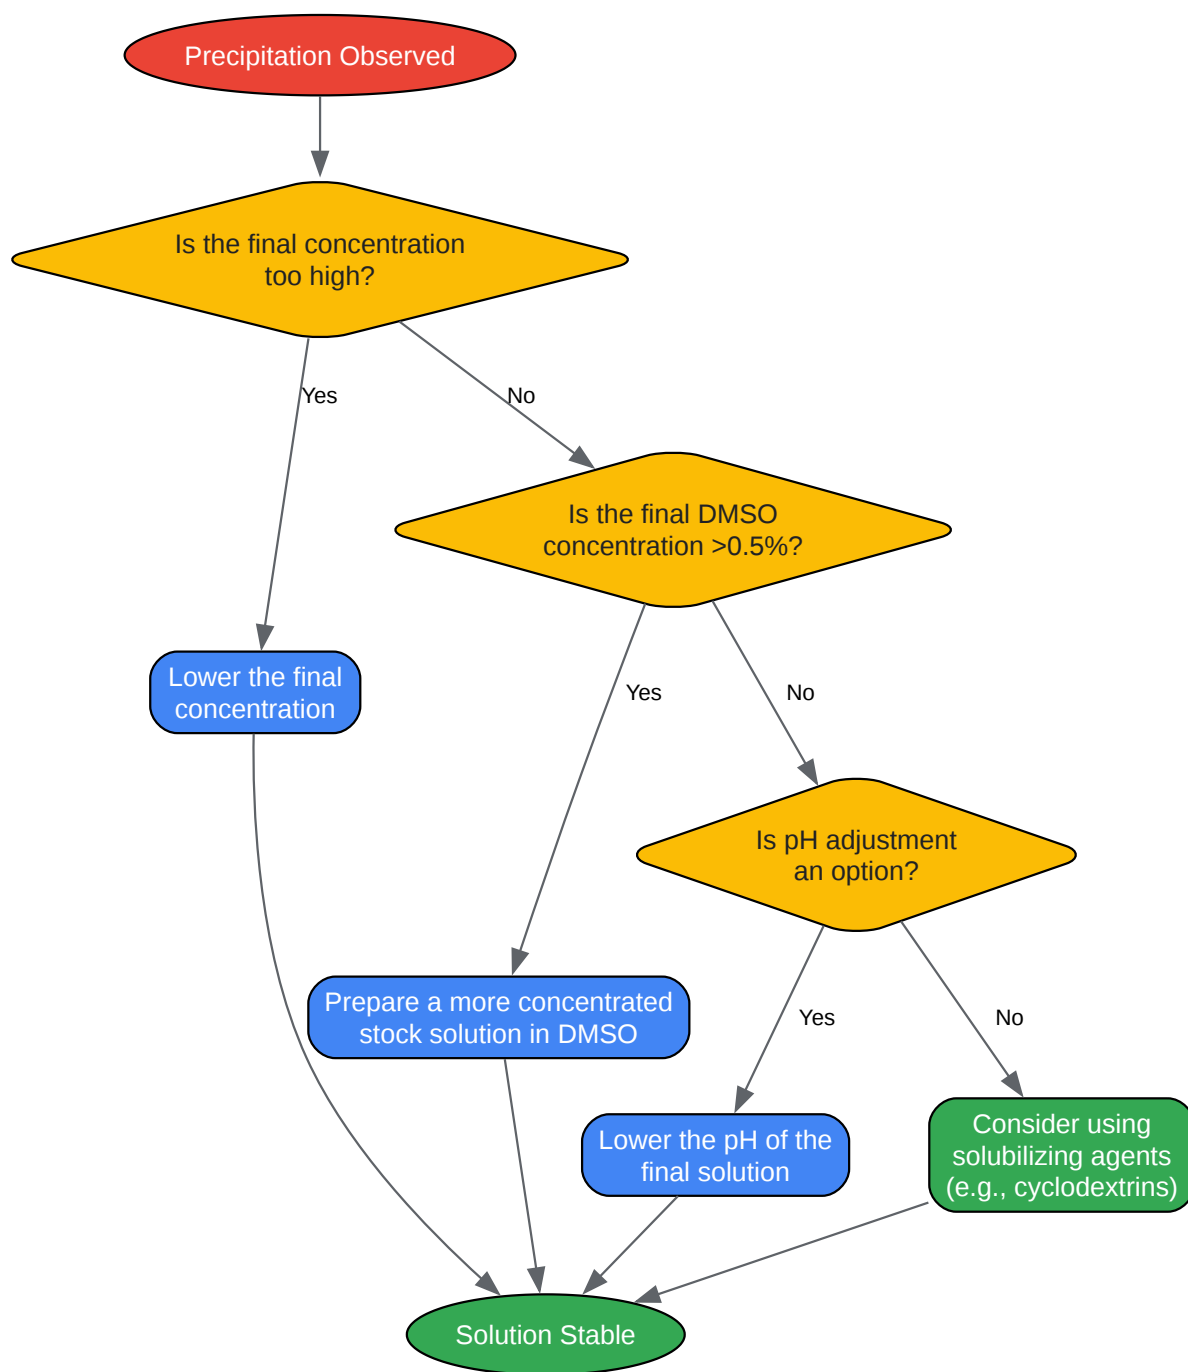 Precipitation Observed
Is the final concentration
too high?
Yes
No
Is the final DMSO
concentration >0.5%?
Lower the final
concentration
Yes
No
Is pH adjustment
an option?
Prepare a more concentrated
stock solution in DMSO
Yes
No
Lower the pH of the
final solution
Consider using
solubilizing agents
(e.g., cyclodextrins)
Solution Stable